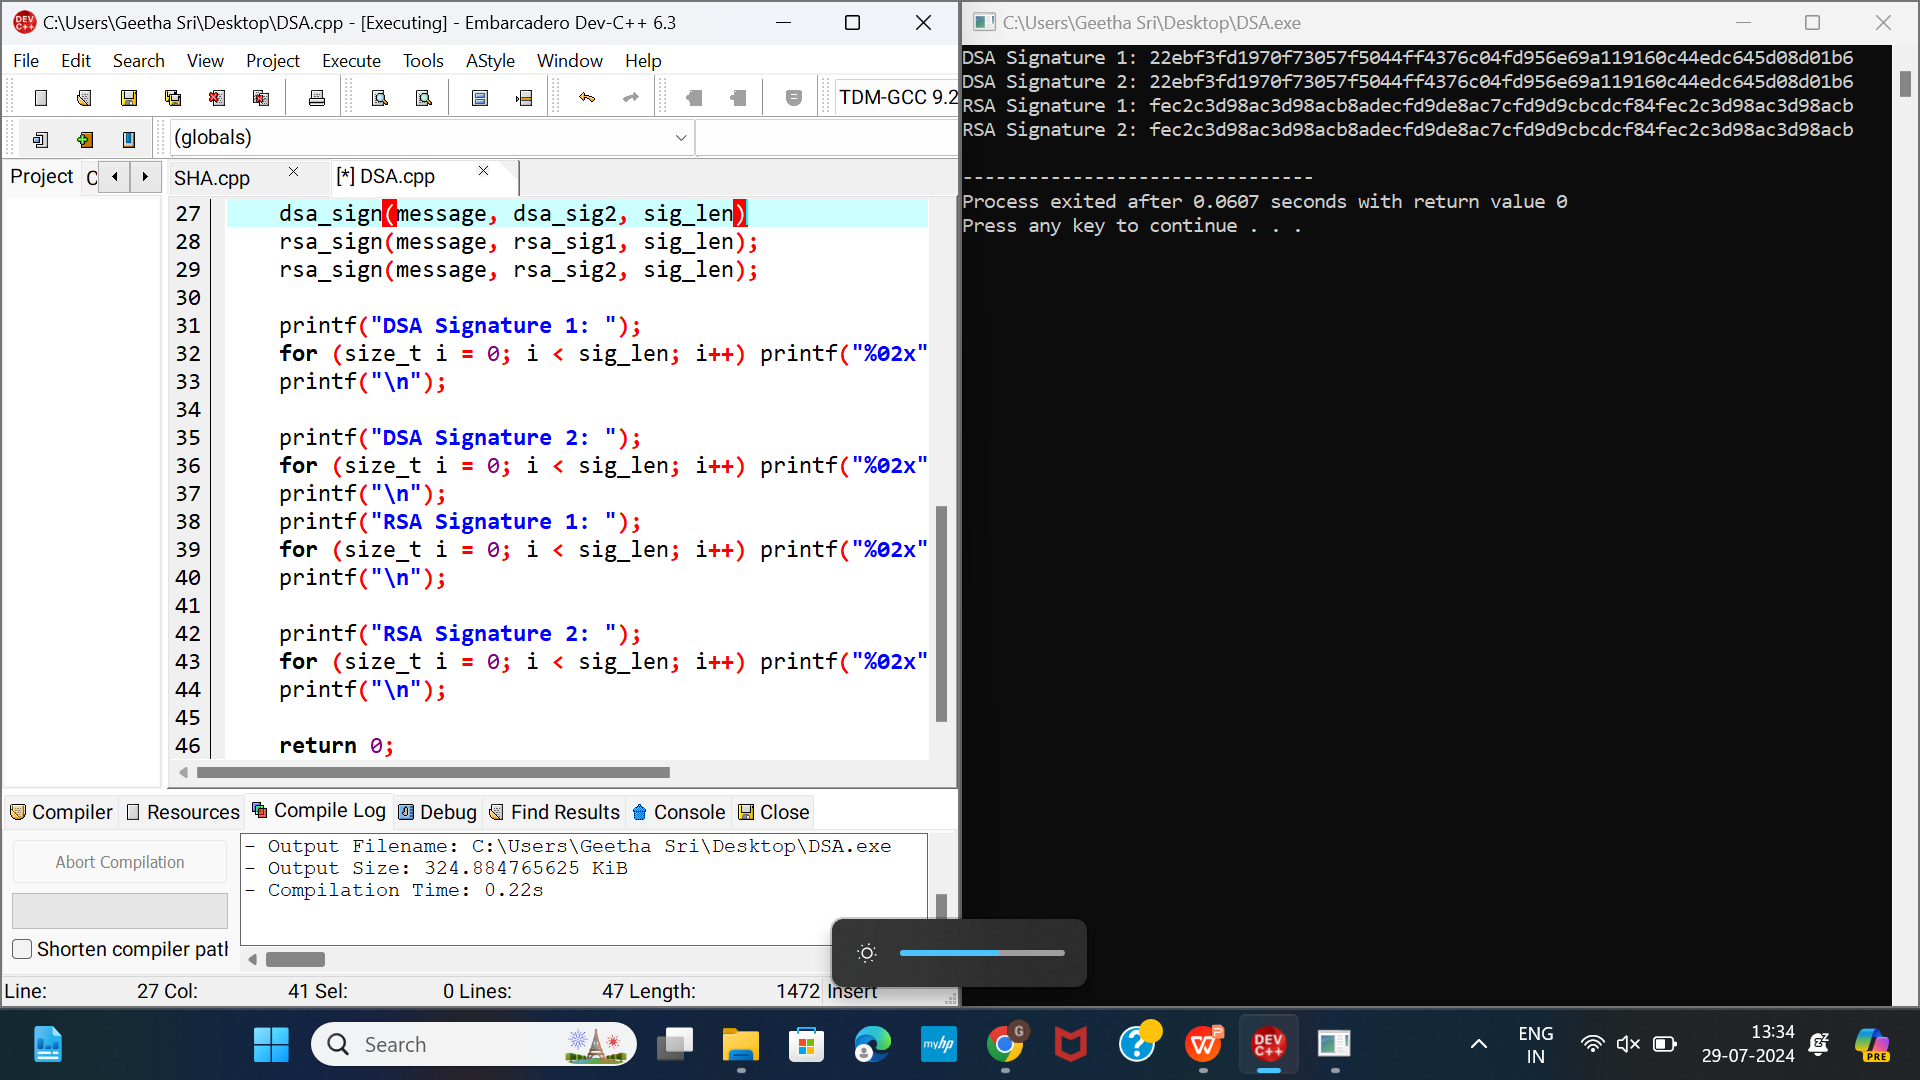 C:\Users\Geetha Sri\Desktop\DSA.cpp - [Executing] - Embarcadero Dev-C++ 6.3
File Edit Search View Project Execute Tools AStyle Window Help
TDM-GCC 9.2
(globals)
Project C
SHA.cpp
[*] DSA.cpp
27 dsa_sign(message, dsa_sig2, sig_len)
28 rsa_sign(message, rsa_sig1, sig_len);
29 rsa_sign(message, rsa_sig2, sig_len);
30
31 printf("DSA Signature 1: ");
32 for (size_t i = 0; i < sig_len; i++) printf("%02x"
33 printf("\n");
34
35 printf("DSA Signature 2: ");
36 for (size_t i = 0; i < sig_len; i++) printf("%02x"
37 printf("\n");
38 printf("RSA Signature 1: ");
39 for (size_t i = 0; i < sig_len; i++) printf("%02x"
40 printf("\n");
41
42 printf("RSA Signature 2: ");
43 for (size_t i = 0; i < sig_len; i++) printf("%02x"
44 printf("\n");
45
46 return 0;
Compiler Resources Compile Log Debug Find Results Console Close
Abort Compilation
Shorten compiler path
- Output Filename: C:\Users\Geetha Sri\Desktop\DSA.exe
- Output Size: 324.884765625 KiB
- Compilation Time: 0.22s
Line: 27 Col: 41 Sel: 0 Lines: 47 Length: 1472 Insert
C:\Users\Geetha Sri\Desktop\DSA.exe
DSA Signature 1: 22ebf3fd1970f73057f5044ff4376c04fd956e69a119160c44edc645d08d01b6
DSA Signature 2: 22ebf3fd1970f73057f5044ff4376c04fd956e69a119160c44edc645d08d01b6
RSA Signature 1: fec2c3d98ac3d98acb8adecfd9de8ac7cfd9d9cbcdcf84fec2c3d98ac3d98acb
RSA Signature 2: fec2c3d98ac3d98acb8adecfd9de8ac7cfd9d9cbcdcf84fec2c3d98ac3d98acb
--------------------------------
Process exited after 0.0607 seconds with return value 0
Press any key to continue . . .
Search
myhp
G
P
W
DEV C++
ENG
IN
13:34
29-07-2024
PRE